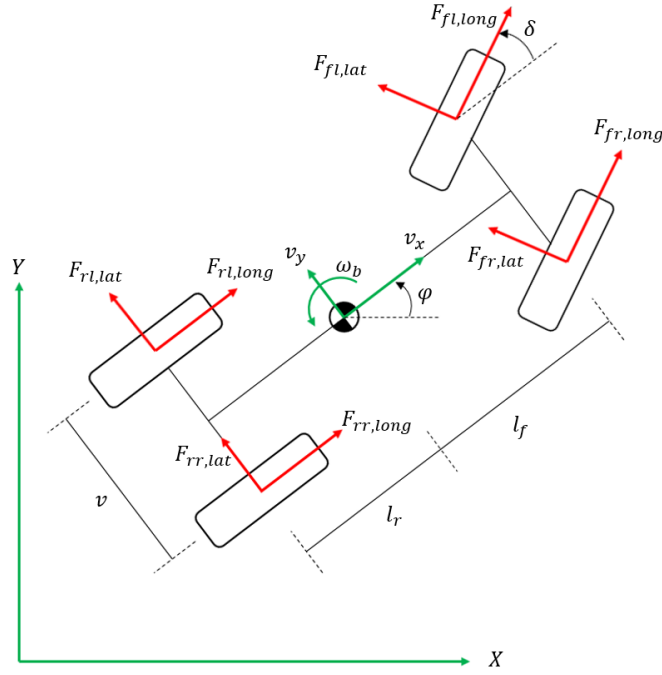 F_{fl,long}
δ
F_{fl,lat}
F_{fr,long}
v_x
F_{fr,lat}
v_y
ω_b
Y
F_{rl,lat}
F_{rl,long}
φ
F_{rr,long}
l_f
F_{rr,lat}
v
l_r
X